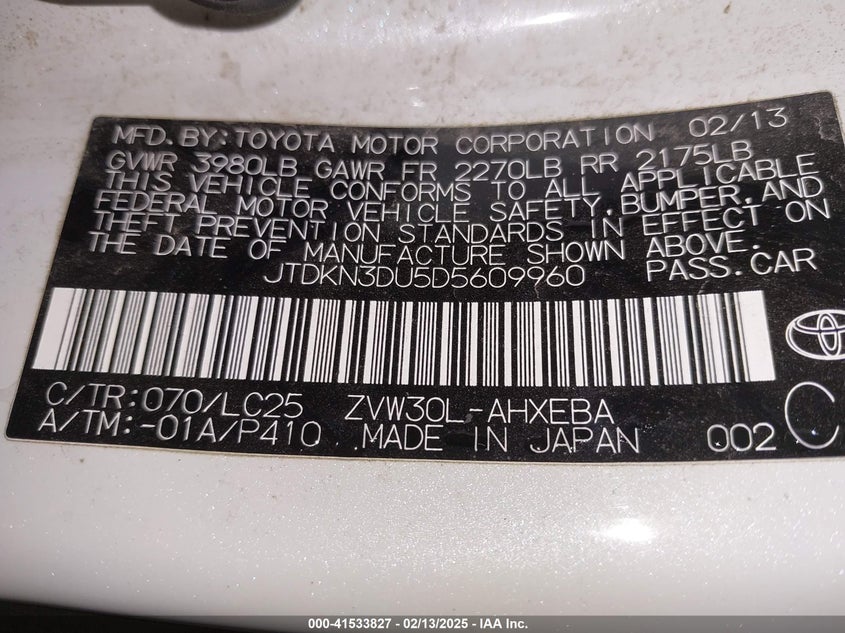 MFD. BY: TOYOTA MOTOR CORPORATION 02/13
GVWR 3980LB GAWR FR 2270LB RR 2175LB
THIS VEHICLE CONFORMS TO ALL APPLICABLE
FEDERAL MOTOR VEHICLE SAFETY, BUMPER, AND
THEFT PREVENTION STANDARDS IN EFFECT ON
THE DATE OF MANUFACTURE SHOWN ABOVE.
JTDKN3DU5D5609960 PASS. CAR
C/TR:070/LC25 ZVW30L-AHXEBA
A/TM:-01A/P410 MADE IN JAPAN 002 C
000-41533827 - 02/13/2025 - IAA Inc.